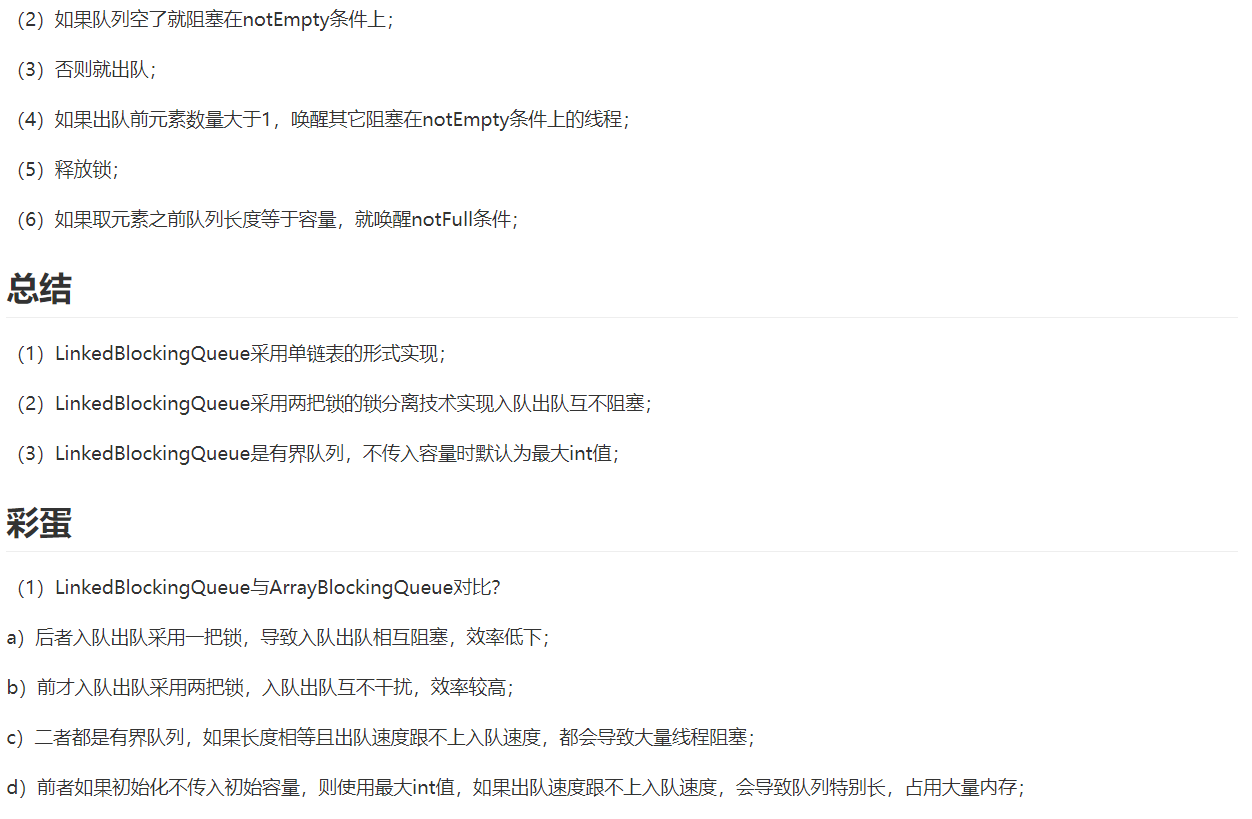 （2）如果队列空了就阻塞在notEmpty条件上；
（3）否则就出队；
（4）如果出队前元素数量大于1，唤醒其它阻塞在notEmpty条件上的线程；
（5）释放锁；
（6）如果取元素之前队列长度等于容量，就唤醒notFull条件；
总结
（1）LinkedBlockingQueue采用单链表的形式实现；
（2）LinkedBlockingQueue采用两把锁的锁分离技术实现入队出队互不阻塞；
（3）LinkedBlockingQueue是有界队列，不传入容量时默认为最大int值；
彩蛋
（1）LinkedBlockingQueue与ArrayBlockingQueue对比？
a）后者入队出队采用一把锁，导致入队出队相互阻塞，效率低下；
b）前才入队出队采用两把锁，入队出队互不干扰，效率较高；
c）二者都是有界队列，如果长度相等且出队速度跟不上入队速度，都会导致大量线程阻塞；
d）前者如果初始化不传入初始容量，则使用最大int值，如果出队速度跟不上入队速度，会导致队列特别长，占用大量内存；